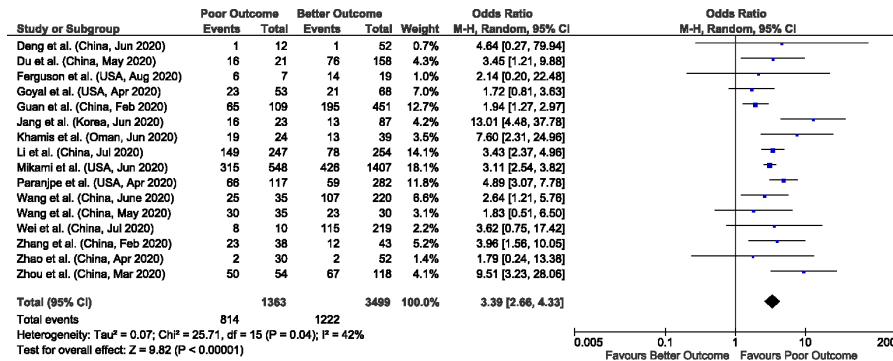 Poor Outcome Better Outcome Odds Ratio Odds Ratio
Study or Subgroup Events Total Events Total Weight M-H, Random, 95% CI M-H, Random, 95% CI
Deng et al. (China, Jun 2020) 1 12 1 52 0.7% 4.64 [0.27, 79.94]
Du et al. (China, May 2020) 16 21 76 158 4.3% 3.45 [1.21, 9.88]
Ferguson et al. (USA, Aug 2020) 6 7 14 19 1.0% 2.14 [0.20, 22.48]
Goyal et al. (USA, Apr 2020) 23 53 21 68 6.8% 1.72 [0.81, 3.63]
Guan et al. (China, Feb 2020) 65 109 195 451 12.7% 1.94 [1.27, 2.97]
Jang et al. (Korea, Jun 2020) 16 23 13 87 4.1% 13.01 [4.48, 37.78]
Khamis et al. (Oman, Jun 2020) 19 24 13 39 3.5% 7.60 [2.31, 24.96]
Li et al. (China, Jul 2020) 149 247 78 254 14.1% 3.43 [2.37, 4.96]
Mikami et al. (USA, Jun 2020) 315 548 426 1407 18.1% 3.11 [2.54, 3.82]
Paranjpe et al. (USA, Apr 2020) 66 117 59 282 11.8% 4.89 [3.07, 7.78]
Wang et al. (China, June 2020) 25 35 107 220 6.6% 2.64 [1.21, 5.76]
Wang et al. (China, May 2020) 30 35 23 30 3.1% 1.83 [0.51, 6.50]
Wei et al. (China, Jul 2020) 8 10 115 219 2.2% 3.62 [0.75, 17.42]
Zhang et al. (China, Feb 2020) 23 38 12 43 5.2% 3.96 [1.56, 10.05]
Zhao et al. (China, Apr 2020) 2 30 2 52 1.4% 1.79 [0.24, 13.38]
Zhou et al. (China, Mar 2020) 50 54 67 118 4.1% 9.51 [3.23, 28.06]
Total (95% CI) 1363 3499 100.0% 3.39 [2.66, 4.33]
Total events 814 1222
Heterogeneity: Tau² = 0.07; Chi² = 25.71, df = 15 (P = 0.04); I² = 42%
Test for overall effect: Z = 9.82 (P < 0.00001)
0.005 0.1 1 10 200
Favours Better Outcome Favours Poor Outcome